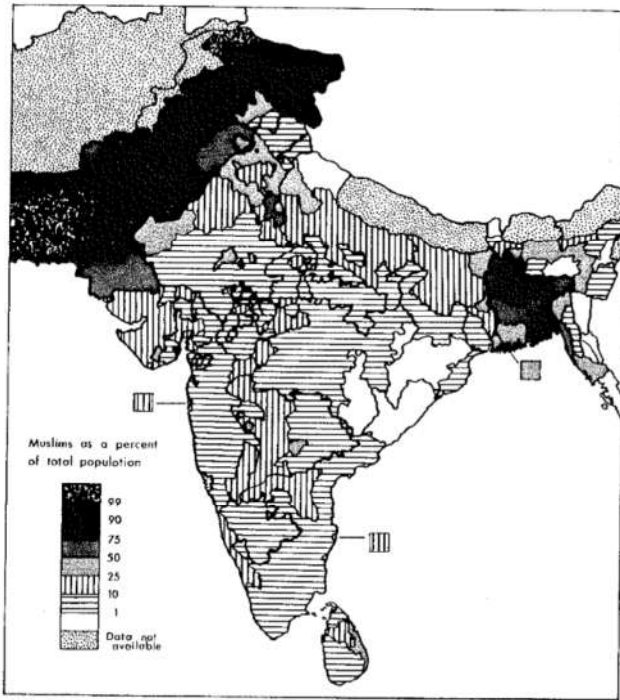 Muslims as a percent
of total population
99
90
75
50
25
10
1
Data not
available